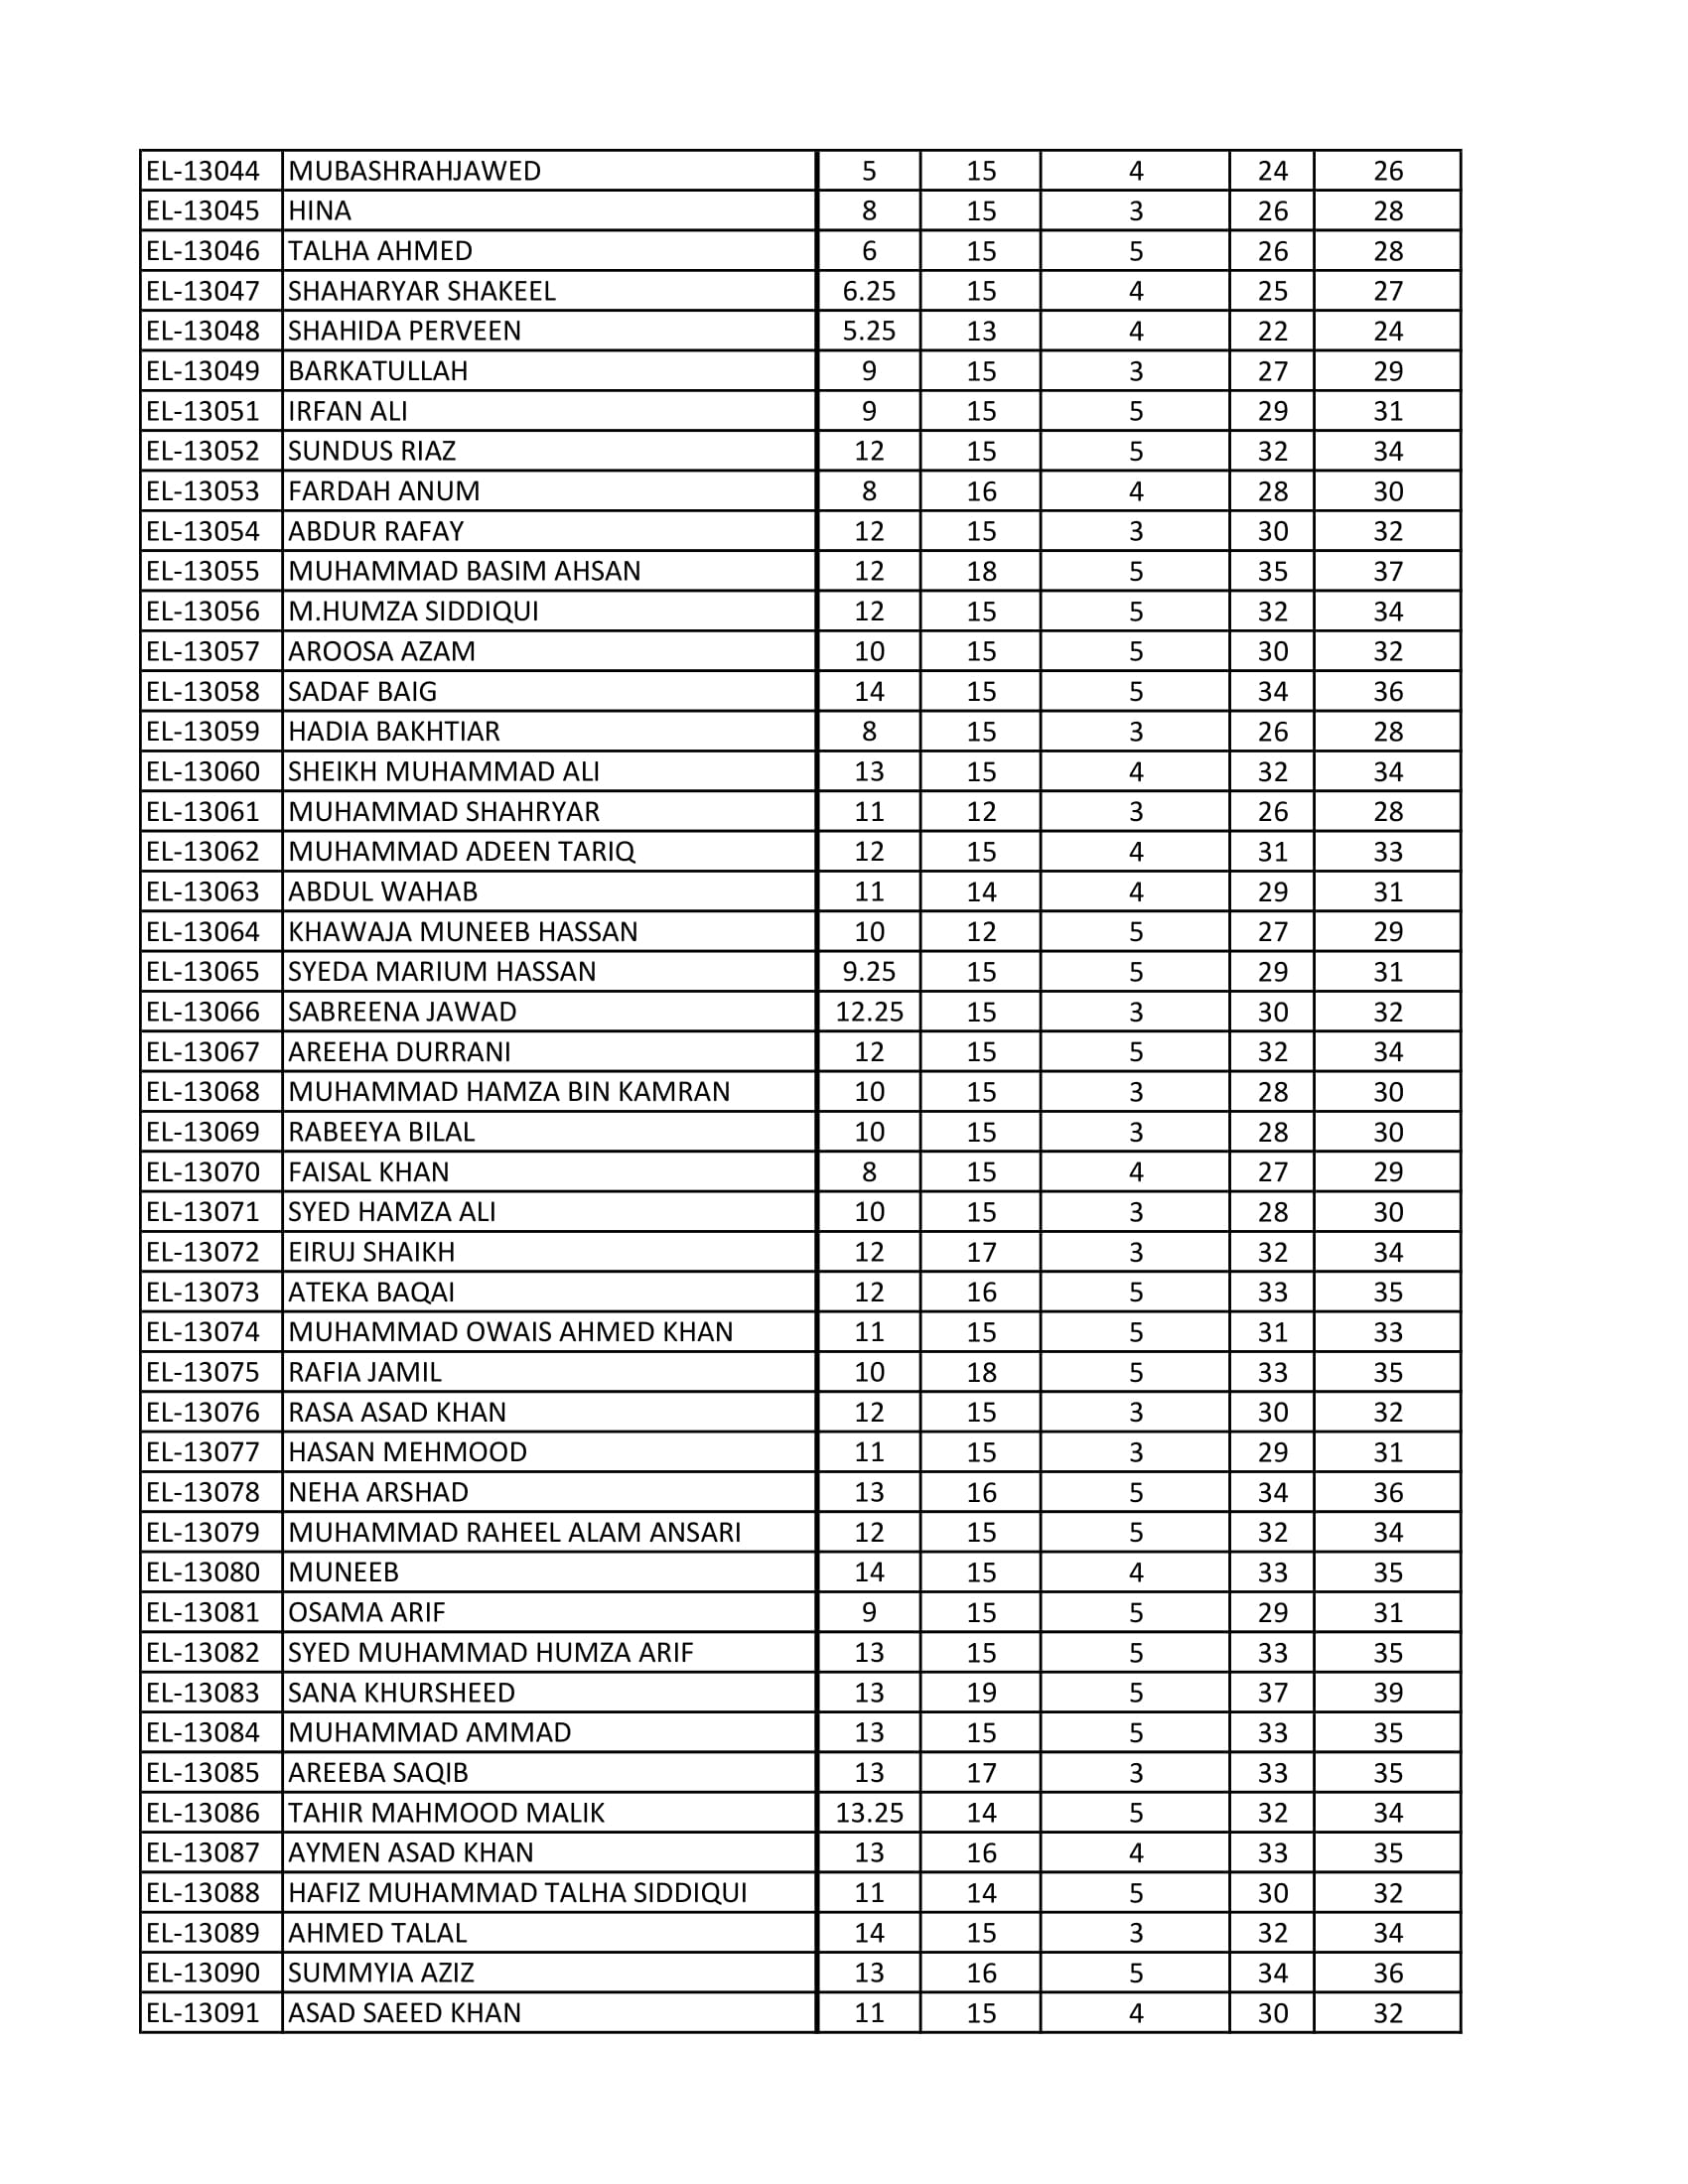 EL-13044 MUBASHRAHJAWED 5 15 4 24 26
EL-13045 HINA 8 15 3 26 28
EL-13046 TALHA AHMED 6 15 5 26 28
EL-13047 SHAHARYAR SHAKEEL 6.25 15 4 25 27
EL-13048 SHAHIDA PERVEEN 5.25 13 4 22 24
EL-13049 BARKATULLAH 9 15 3 27 29
EL-13051 IRFAN ALI 9 15 5 29 31
EL-13052 SUNDUS RIAZ 12 15 5 32 34
EL-13053 FARDAH ANUM 8 16 4 28 30
EL-13054 ABDUR RAFAY 12 15 3 30 32
EL-13055 MUHAMMAD BASIM AHSAN 12 18 5 35 37
EL-13056 M.HUMZA SIDDIQUI 12 15 5 32 34
EL-13057 AROOSA AZAM 10 15 5 30 32
EL-13058 SADAF BAIG 14 15 5 34 36
EL-13059 HADIA BAKHTIAR 8 15 3 26 28
EL-13060 SHEIKH MUHAMMAD ALI 13 15 4 32 34
EL-13061 MUHAMMAD SHAHRYAR 11 12 3 26 28
EL-13062 MUHAMMAD ADEEN TARIQ 12 15 4 31 33
EL-13063 ABDUL WAHAB 11 14 4 29 31
EL-13064 KHAWAJA MUNEEB HASSAN 10 12 5 27 29
EL-13065 SYEDA MARIUM HASSAN 9.25 15 5 29 31
EL-13066 SABREENA JAWAD 12.25 15 3 30 32
EL-13067 AREEHA DURRANI 12 15 5 32 34
EL-13068 MUHAMMAD HAMZA BIN KAMRAN 10 15 3 28 30
EL-13069 RABEEYA BILAL 10 15 3 28 30
EL-13070 FAISAL KHAN 8 15 4 27 29
EL-13071 SYED HAMZA ALI 10 15 3 28 30
EL-13072 EIRUJ SHAIKH 12 17 3 32 34
EL-13073 ATEKA BAQAI 12 16 5 33 35
EL-13074 MUHAMMAD OWAIS AHMED KHAN 11 15 5 31 33
EL-13075 RAFIA JAMIL 10 18 5 33 35
EL-13076 RASA ASAD KHAN 12 15 3 30 32
EL-13077 HASAN MEHMOOD 11 15 3 29 31
EL-13078 NEHA ARSHAD 13 16 5 34 36
EL-13079 MUHAMMAD RAHEEL ALAM ANSARI 12 15 5 32 34
EL-13080 MUNEEB 14 15 4 33 35
EL-13081 OSAMA ARIF 9 15 5 29 31
EL-13082 SYED MUHAMMAD HUMZA ARIF 13 15 5 33 35
EL-13083 SANA KHURSHEED 13 19 5 37 39
EL-13084 MUHAMMAD AMMAD 13 15 5 33 35
EL-13085 AREEBA SAQIB 13 17 3 33 35
EL-13086 TAHIR MAHMOOD MALIK 13.25 14 5 32 34
EL-13087 AYMEN ASAD KHAN 13 16 4 33 35
EL-13088 HAFIZ MUHAMMAD TALHA SIDDIQUI 11 14 5 30 32
EL-13089 AHMED TALAL 14 15 3 32 34
EL-13090 SUMMYIA AZIZ 13 16 5 34 36
EL-13091 ASAD SAEED KHAN 11 15 4 30 32